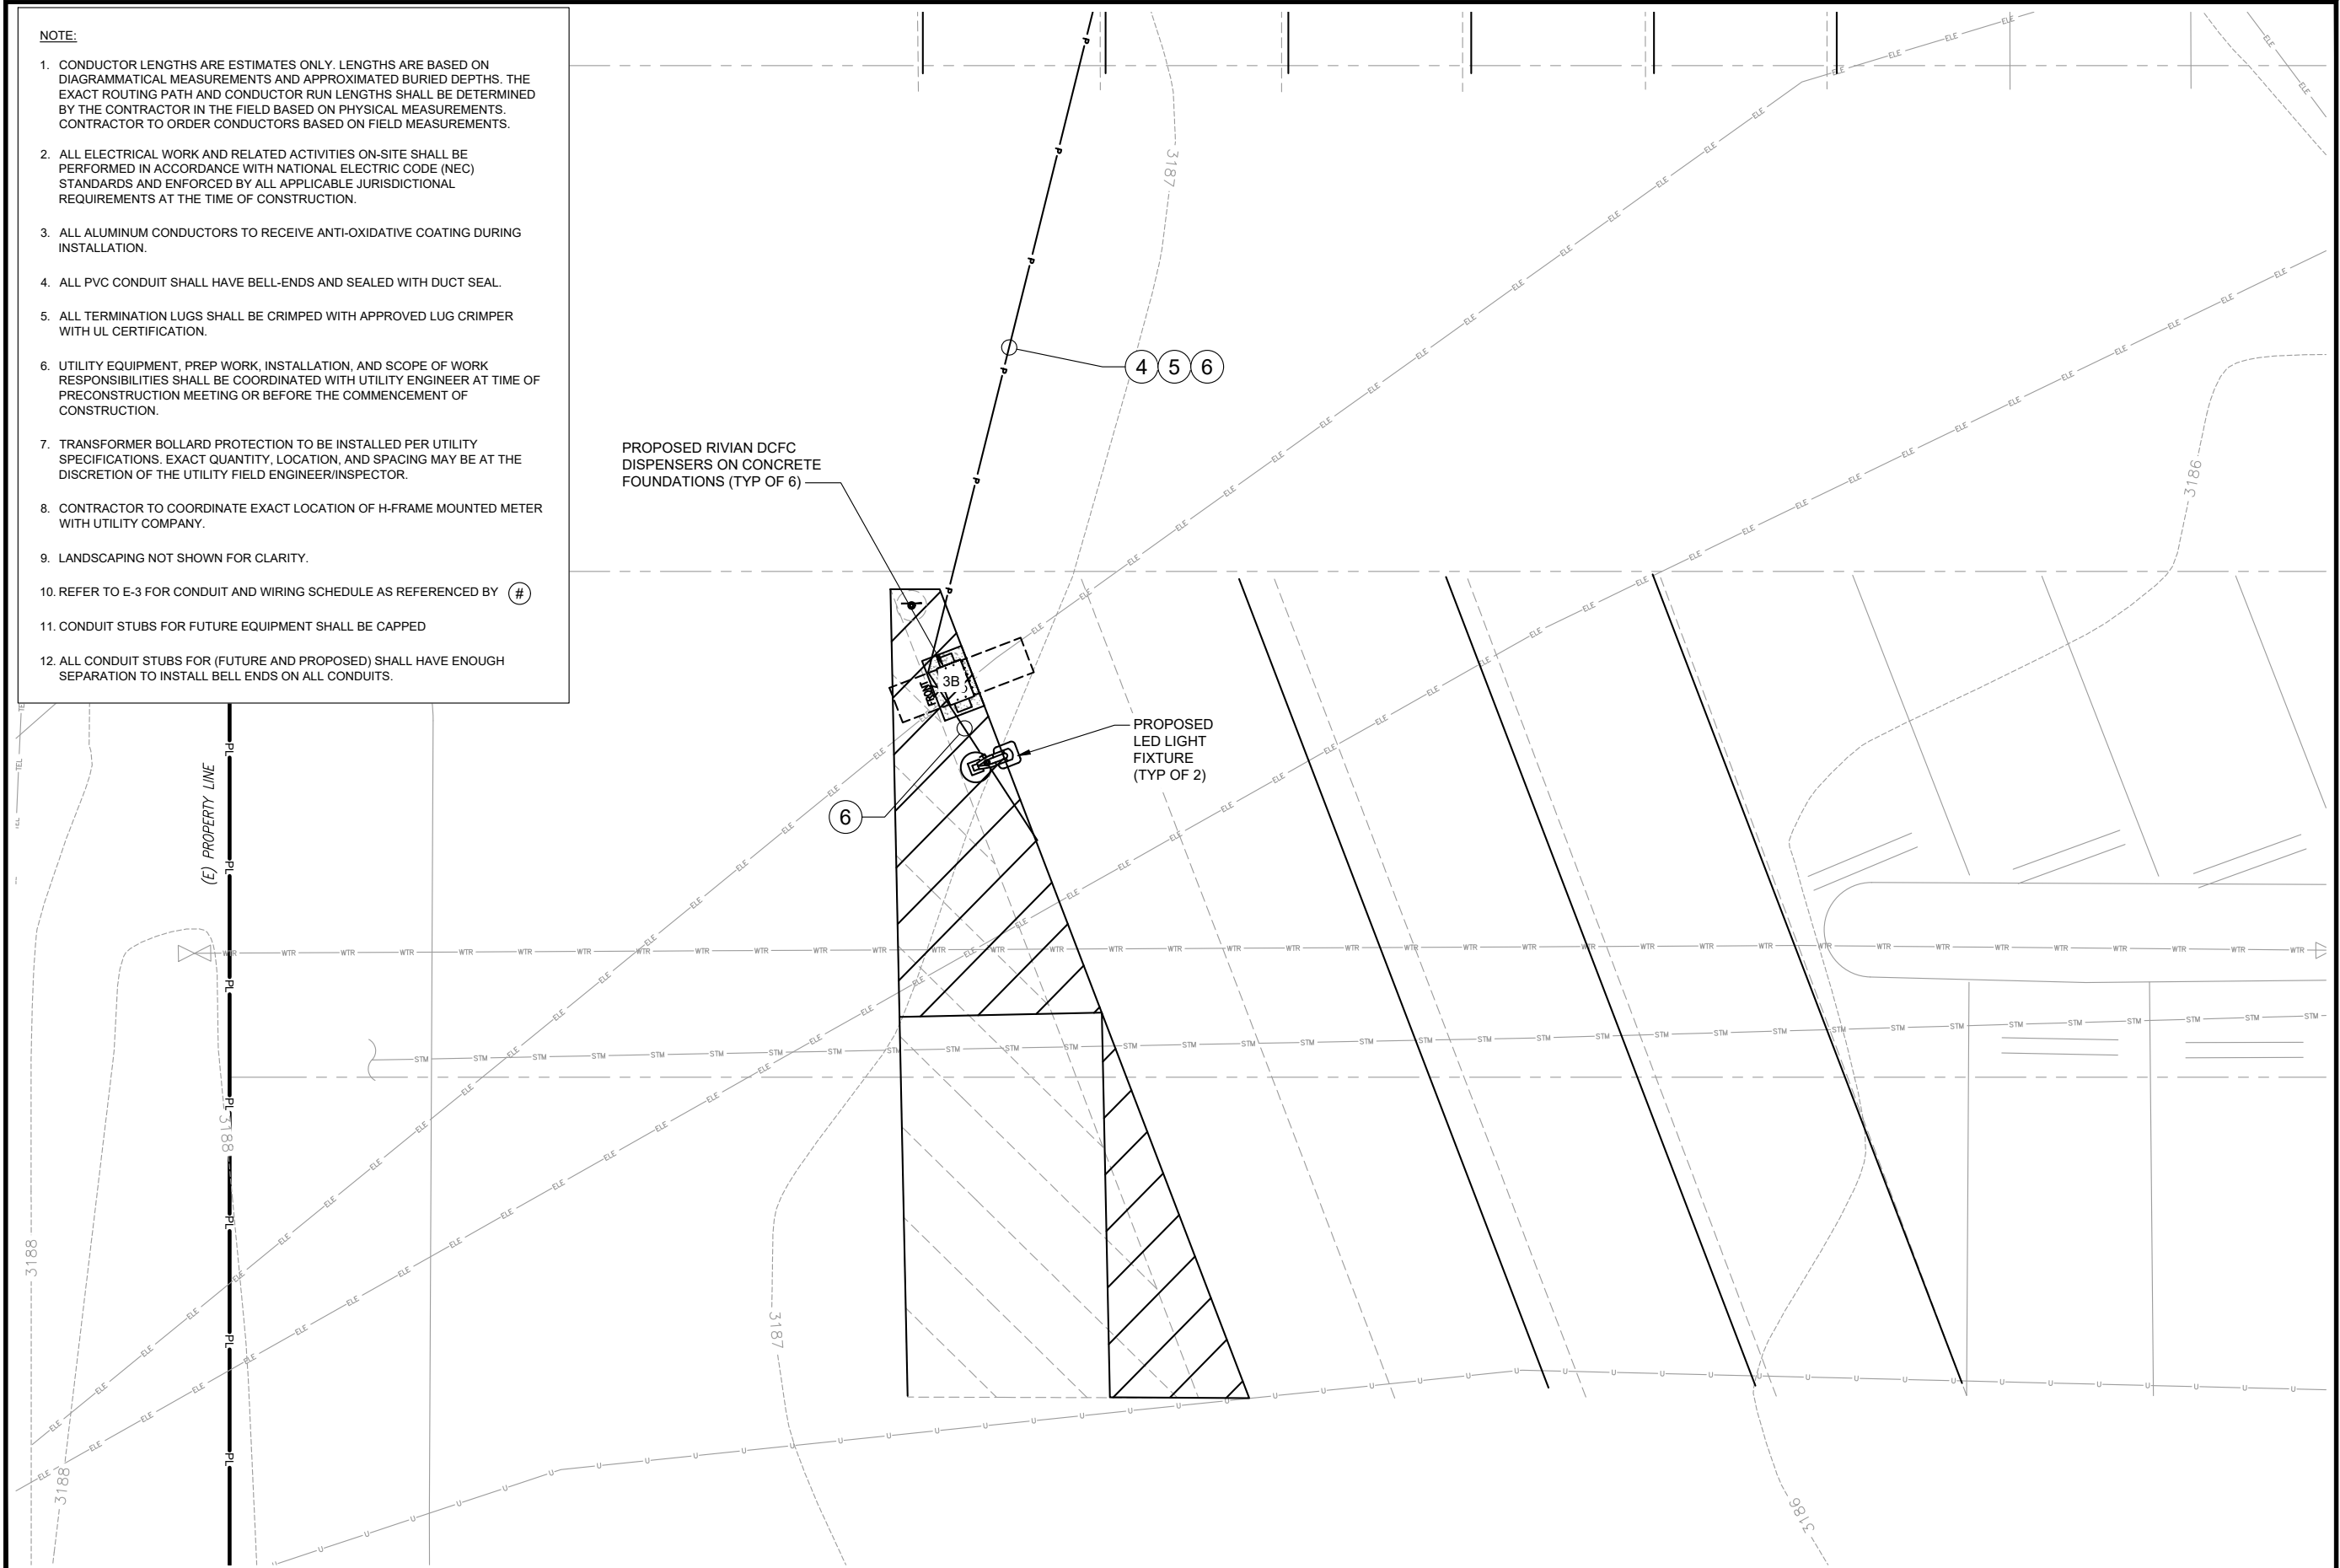 NOTE:
1. CONDUCTOR LENGTHS ARE ESTIMATES ONLY. LENGTHS ARE BASED ON
DIAGRAMMATICAL MEASUREMENTS AND APPROXIMATED BURIED DEPTHS. THE
EXACT ROUTING PATH AND CONDUCTOR RUN LENGTHS SHALL BE DETERMINED
BY THE CONTRACTOR IN THE FIELD BASED ON PHYSICAL MEASUREMENTS.
CONTRACTOR TO ORDER CONDUCTORS BASED ON FIELD MEASUREMENTS.
2. ALL ELECTRICAL WORK AND RELATED ACTIVITIES ON-SITE SHALL BE
PERFORMED IN ACCORDANCE WITH NATIONAL ELECTRIC CODE (NEC)
STANDARDS AND ENFORCED BY ALL APPLICABLE JURISDICTIONAL
REQUIREMENTS AT THE TIME OF CONSTRUCTION.
3. ALL ALUMINUM CONDUCTORS TO RECEIVE ANTI-OXIDATIVE COATING DURING
INSTALLATION.
4. ALL PVC CONDUIT SHALL HAVE BELL-ENDS AND SEALED WITH DUCT SEAL.
5. ALL TERMINATION LUGS SHALL BE CRIMPED WITH APPROVED LUG CRIMPER
WITH UL CERTIFICATION.
6. UTILITY EQUIPMENT, PREP WORK, INSTALLATION, AND SCOPE OF WORK
RESPONSIBILITIES SHALL BE COORDINATED WITH UTILITY ENGINEER AT TIME OF
PRECONSTRUCTION MEETING OR BEFORE THE COMMENCEMENT OF
CONSTRUCTION.
7. TRANSFORMER BOLLARD PROTECTION TO BE INSTALLED PER UTILITY
SPECIFICATIONS. EXACT QUANTITY, LOCATION, AND SPACING MAY BE AT THE
DISCRETION OF THE UTILITY FIELD ENGINEER/INSPECTOR.
8. CONTRACTOR TO COORDINATE EXACT LOCATION OF H-FRAME MOUNTED METER
WITH UTILITY COMPANY.
9. LANDSCAPING NOT SHOWN FOR CLARITY.
10. REFER TO E-3 FOR CONDUIT AND WIRING SCHEDULE AS REFERENCED BY #
11. CONDUIT STUBS FOR FUTURE EQUIPMENT SHALL BE CAPPED
12. ALL CONDUIT STUBS FOR (FUTURE AND PROPOSED) SHALL HAVE ENOUGH
SEPARATION TO INSTALL BELL ENDS ON ALL CONDUITS.
3187
4 5 6
PROPOSED RIVIAN DCFC
DISPENSERS ON CONCRETE
FOUNDATIONS (TYP OF 6)
3186
3B
FRONT
PROPOSED
LED LIGHT
FIXTURE
(TYP OF 2)
6
(E) PROPERTY LINE
PL
WTR
STM
ELE
U
P
TEL
3188
3188
3188
3187
3186